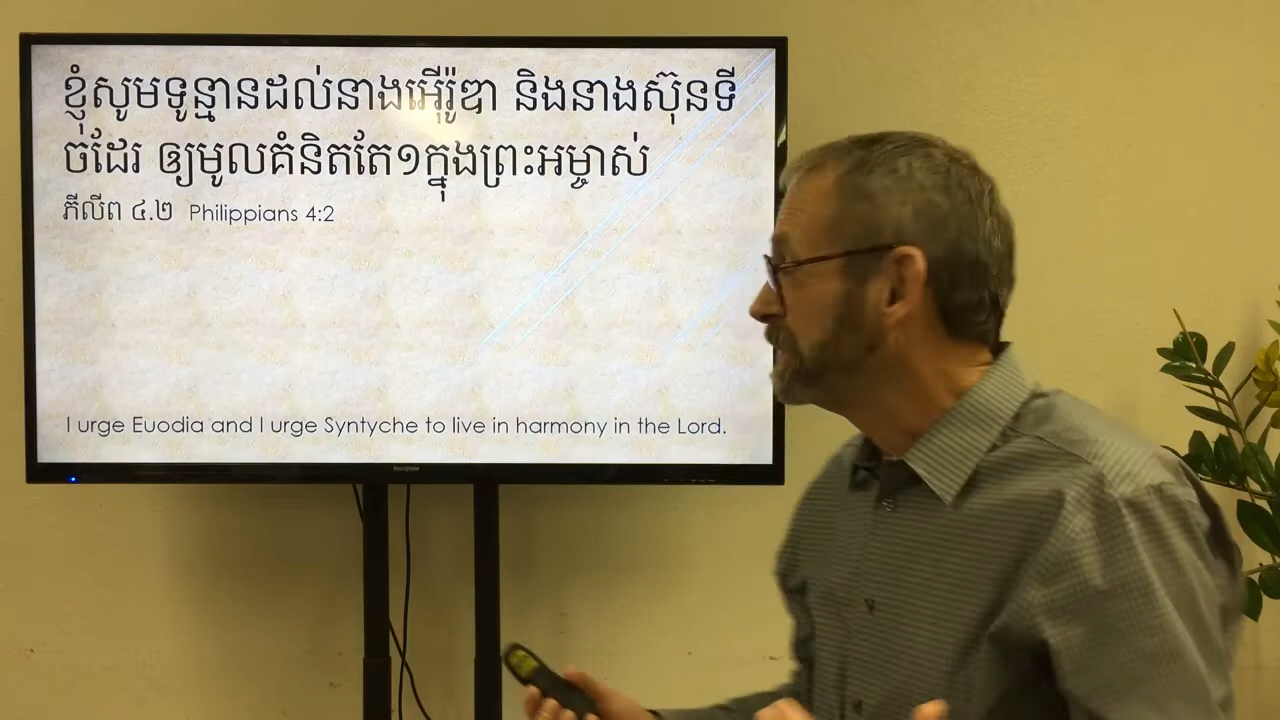 ខ្ញុំសូមទូន្មានដល់នាងអ៊ើរ៉ូឌា និងនាងស៊ុនទី
ចដែរ ឲ្យមូលគំនិតតែ១ក្នុងព្រះអម្ចាស់
ភីលីព ៤.២ Philippians 4:2
I urge Euodia and I urge Syntyche to live in harmony in the Lord.